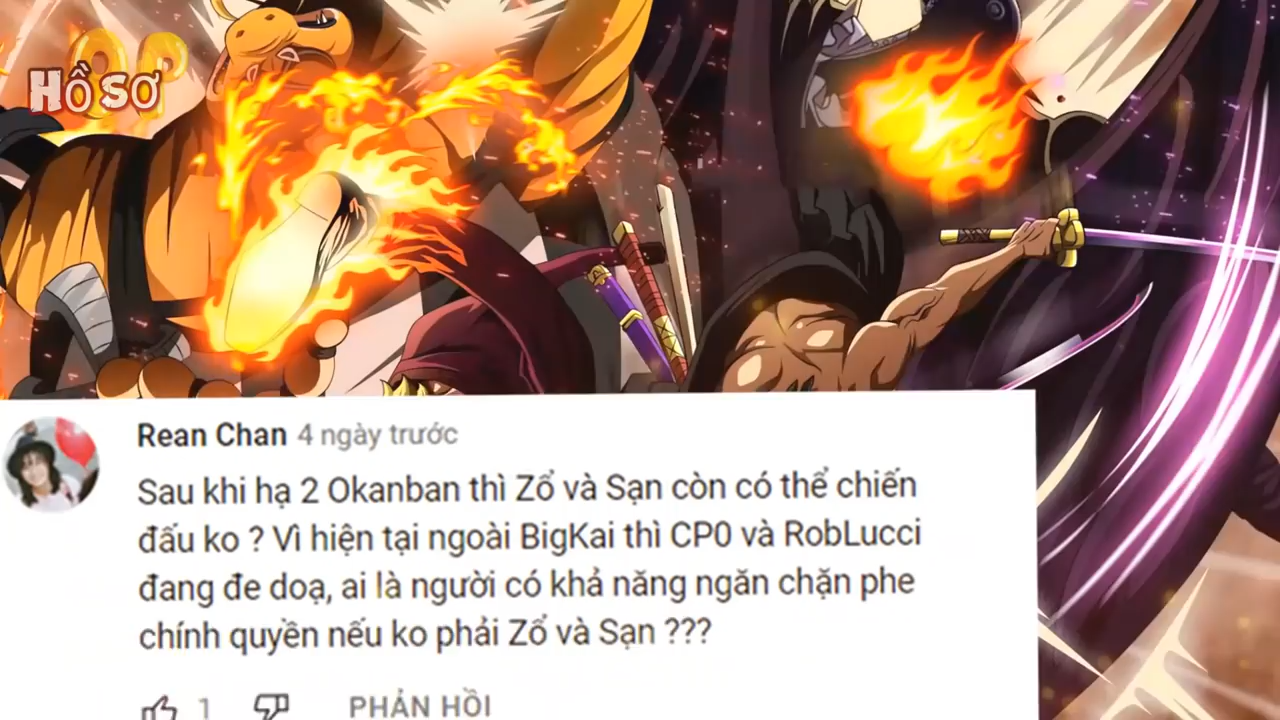 OP
Hồ sơ
Rean Chan 4 ngày trước
Sau khi hạ 2 Okanban thì Zổ và Sạn còn có thể chiến
đấu ko ? Vì hiện tại ngoài BigKai thì CP0 và RobLucci
đang đe doạ, ai là người có khả năng ngăn chặn phe
chính quyền nếu ko phải Zổ và Sạn ???
1 PHẢN HỒI